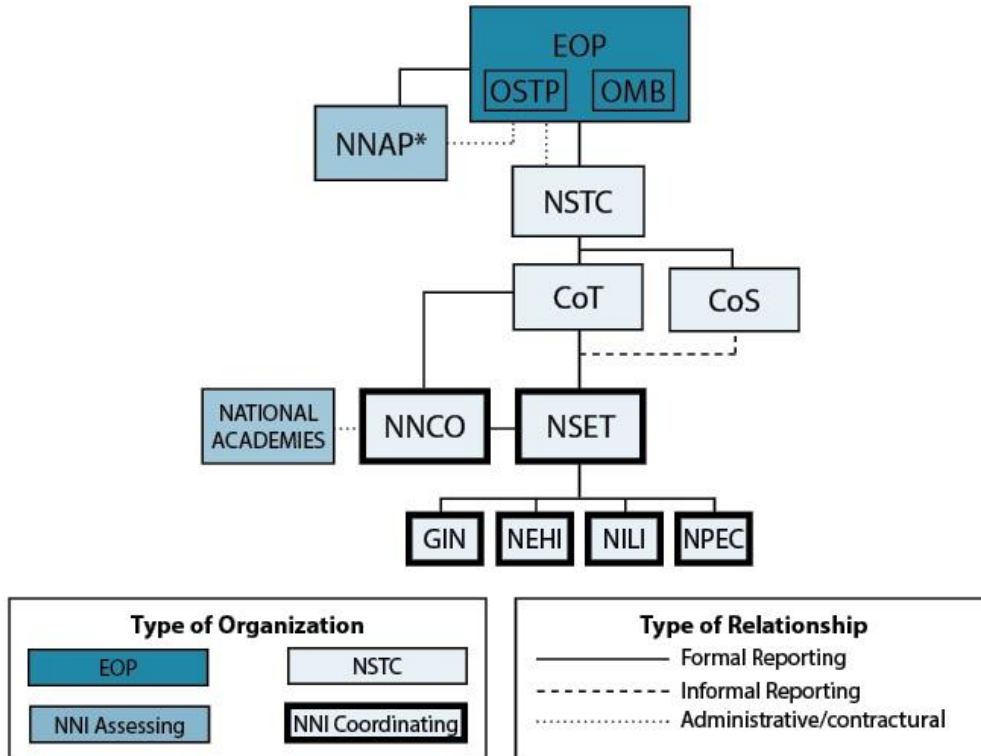 EOP
OSTP OMB
NNAP*
NSTC
CoT CoS
NATIONAL
ACADEMIES
NNCO NSET
GIN NEHI NILI NPEC
Type of Organization
EOP NSTC
NNI Assessing NNI Coordinating
Type of Relationship
Formal Reporting
Informal Reporting
Administrative/contractural